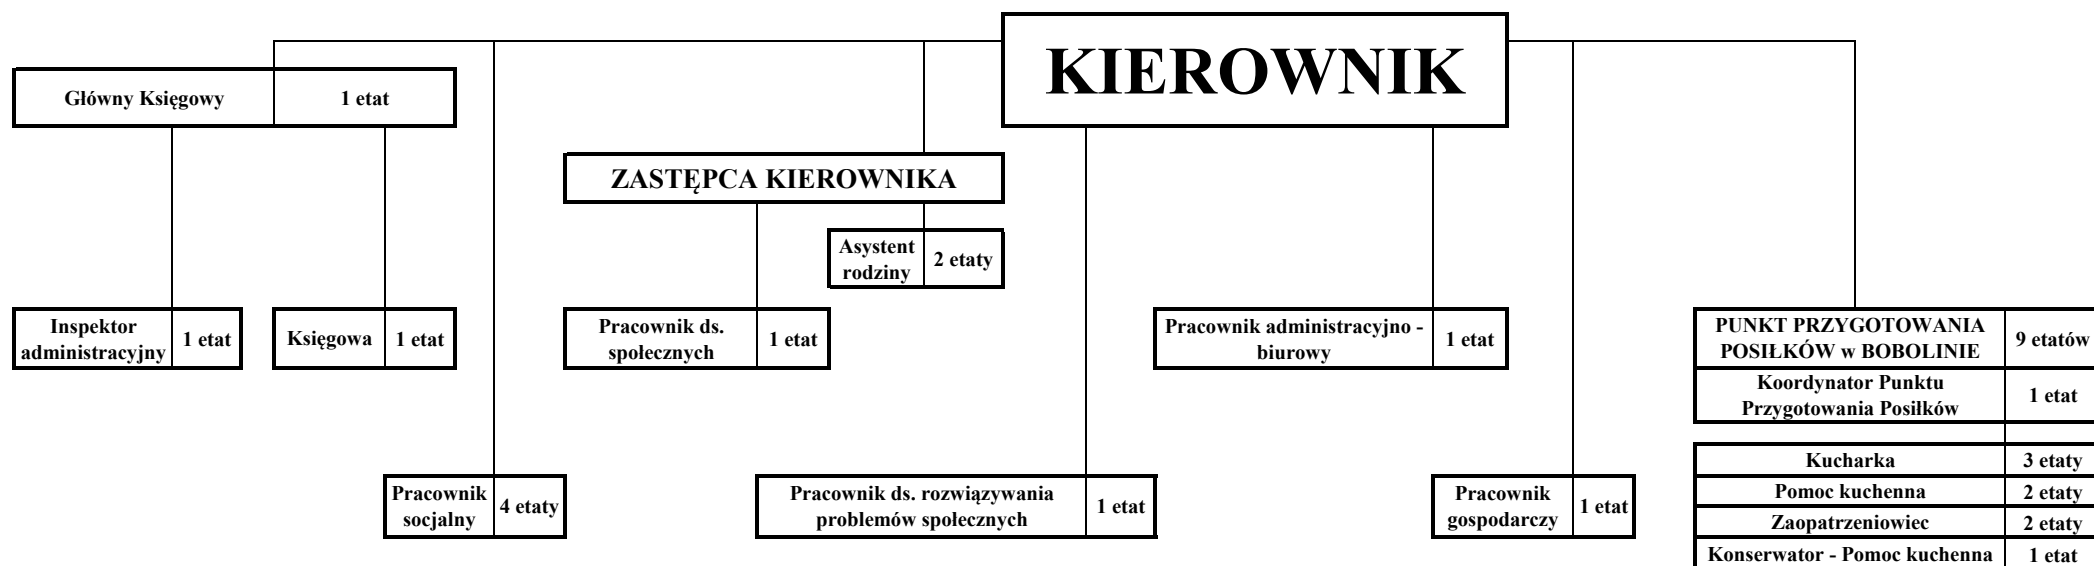 KIEROWNIK
Główny Księgowy 1 etat
ZASTĘPCA KIEROWNIKA
Asystent
rodziny
2 etaty
Inspektor
administracyjny
1 etat
Księgowa 1 etat
Pracownik ds.
społecznych
1 etat
Pracownik administracyjno -
biurowy
1 etat
PUNKT PRZYGOTOWANIA
POSIŁKÓW w BOBOLINIE
9 etatów
Koordynator Punktu
Przygotowania Posiłków
1 etat
Pracownik
socjalny
4 etaty
Pracownik ds. rozwiązywania
problemów społecznych
1 etat
Pracownik
gospodarczy
1 etat
Kucharka 3 etaty
Pomoc kuchenna 2 etaty
Zaopatrzeniowiec 2 etaty
Konserwator - Pomoc kuchenna 1 etat